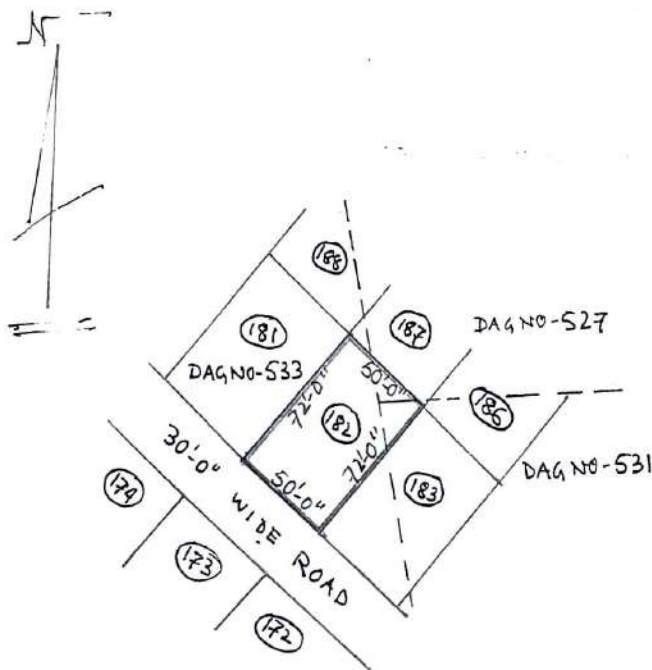 N
188
187
DAG NO-527
181
DAG NO-533
50'-0"
72'-0"
186
182
72'-0"
DAG NO-531
30'-0" WIDE ROAD
50'-0"
183
174
173
172